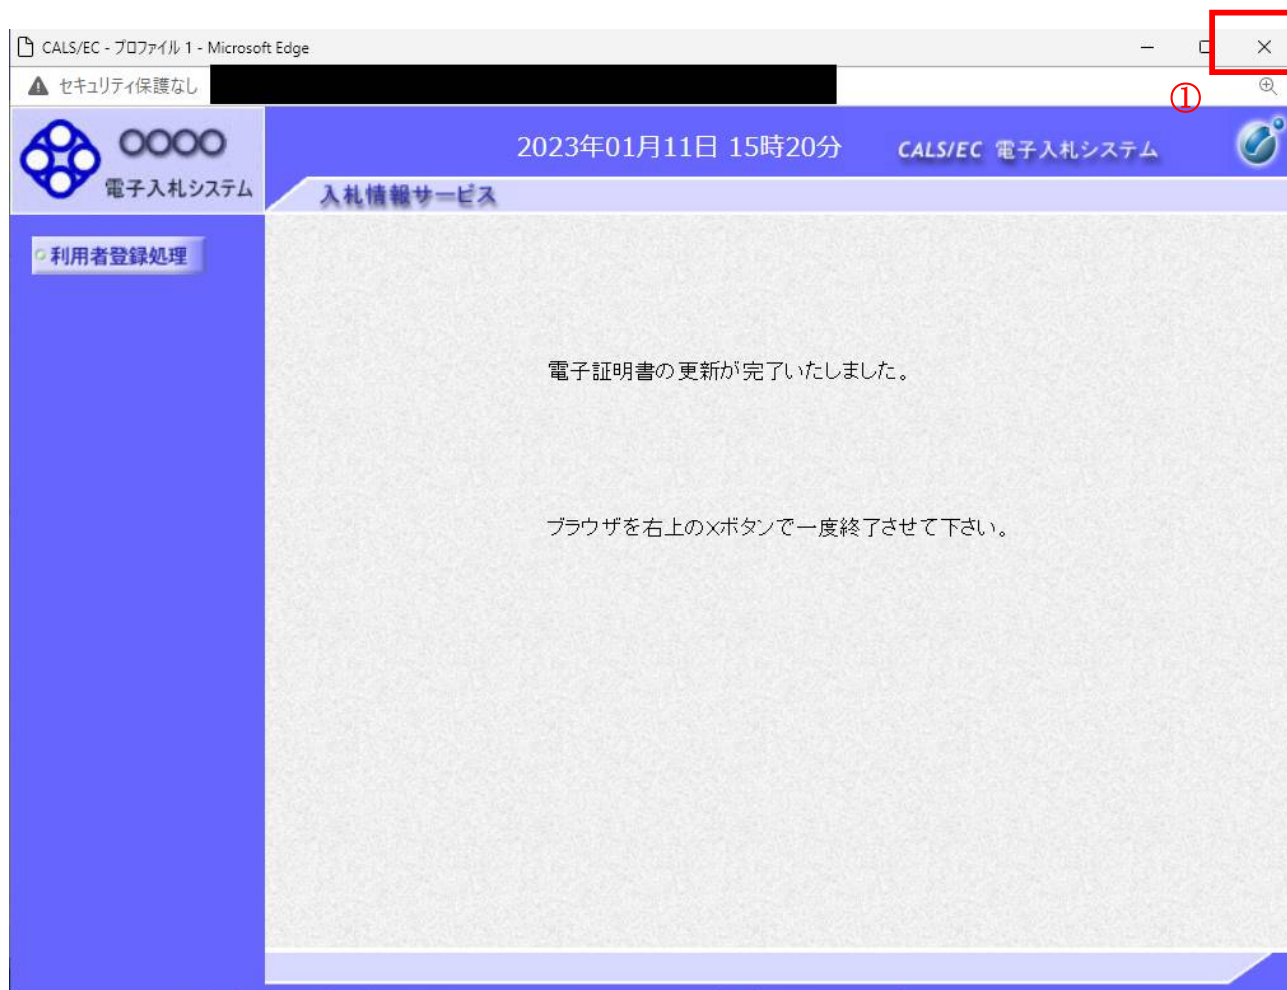 CALS/EC - プロファイル 1 - Microsoft Edge
セキュリティ保護なし
①
○○○○
電子入札システム
2023年01月11日 15時20分
CALS/EC 電子入札システム
入札情報サービス
利用者登録処理
電子証明書の更新が完了いたしました。
ブラウザを右上の×ボタンで一度終了させて下さい。